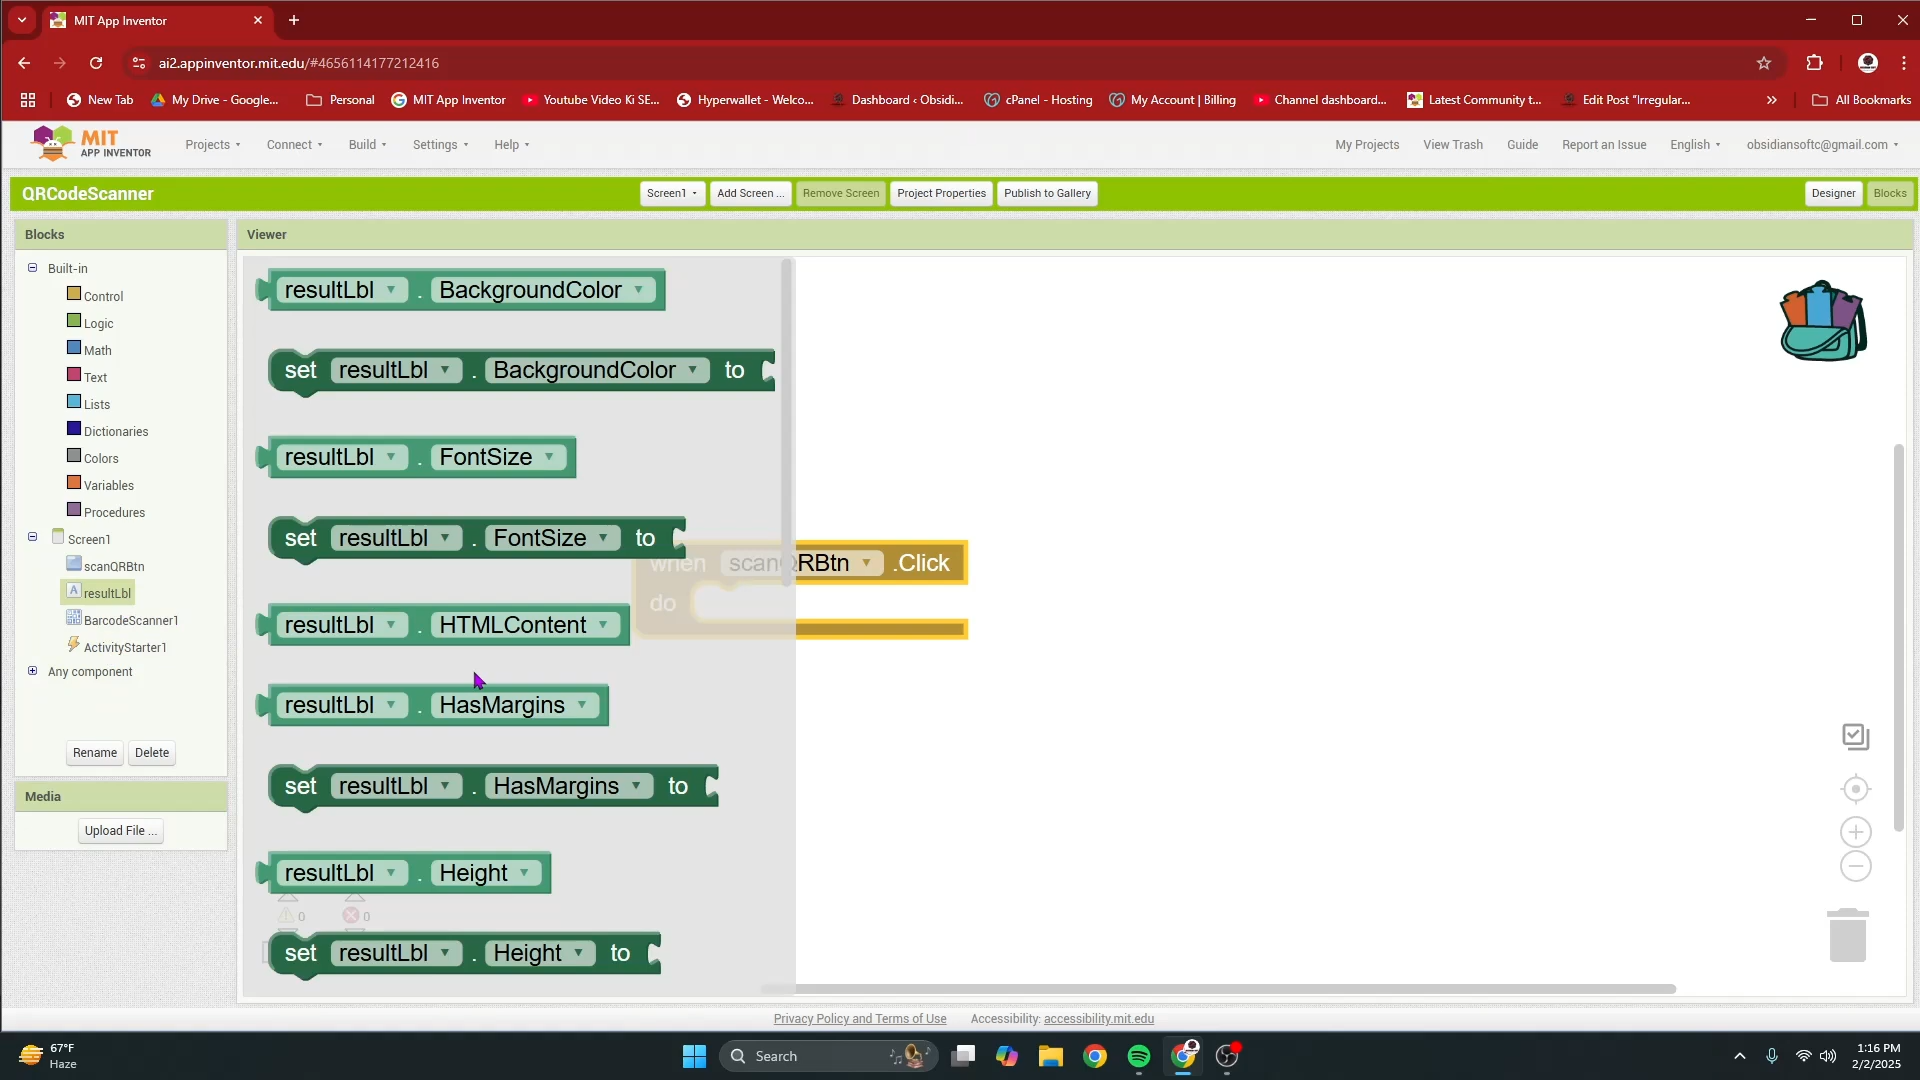 MIT App Inventor
ai2.appinventor.mit.edu/#4656114177212416
New Tab
My Drive - Google...
Personal
MIT App Inventor
Youtube Video Ki SE...
Hyperwallet - Welco...
Dashboard ‹ Obsidi...
cPanel - Hosting
My Account | Billing
Channel dashboard...
Latest Community t...
Edit Post “Irregular...
All Bookmarks
MIT
APP INVENTOR
Projects
Connect
Build
Settings
Help
My Projects
View Trash
Guide
Report an Issue
English
obsidiansoftc@gmail.com
QRCodeScanner
Screen1
Add Screen ...
Remove Screen
Project Properties
Publish to Gallery
Designer
Blocks
Blocks
Built-in
Control
Logic
Math
Text
Lists
Dictionaries
Colors
Variables
Procedures
Screen1
scanQRBtn
A resultLbl
BarcodeScanner1
ActivityStarter1
Any component
Rename
Delete
Media
Upload File ...
Viewer
resultLbl . BackgroundColor
set resultLbl . BackgroundColor to
resultLbl . FontSize
set resultLbl . FontSize to
when scanQRBtn .Click
do
resultLbl . HTMLContent
resultLbl . HasMargins
set resultLbl . HasMargins to
resultLbl . Height
0
0
set resultLbl . Height to
Privacy Policy and Terms of Use
Accessibility: accessibility.mit.edu
67°F
Haze
Search
1:16 PM
2/2/2025